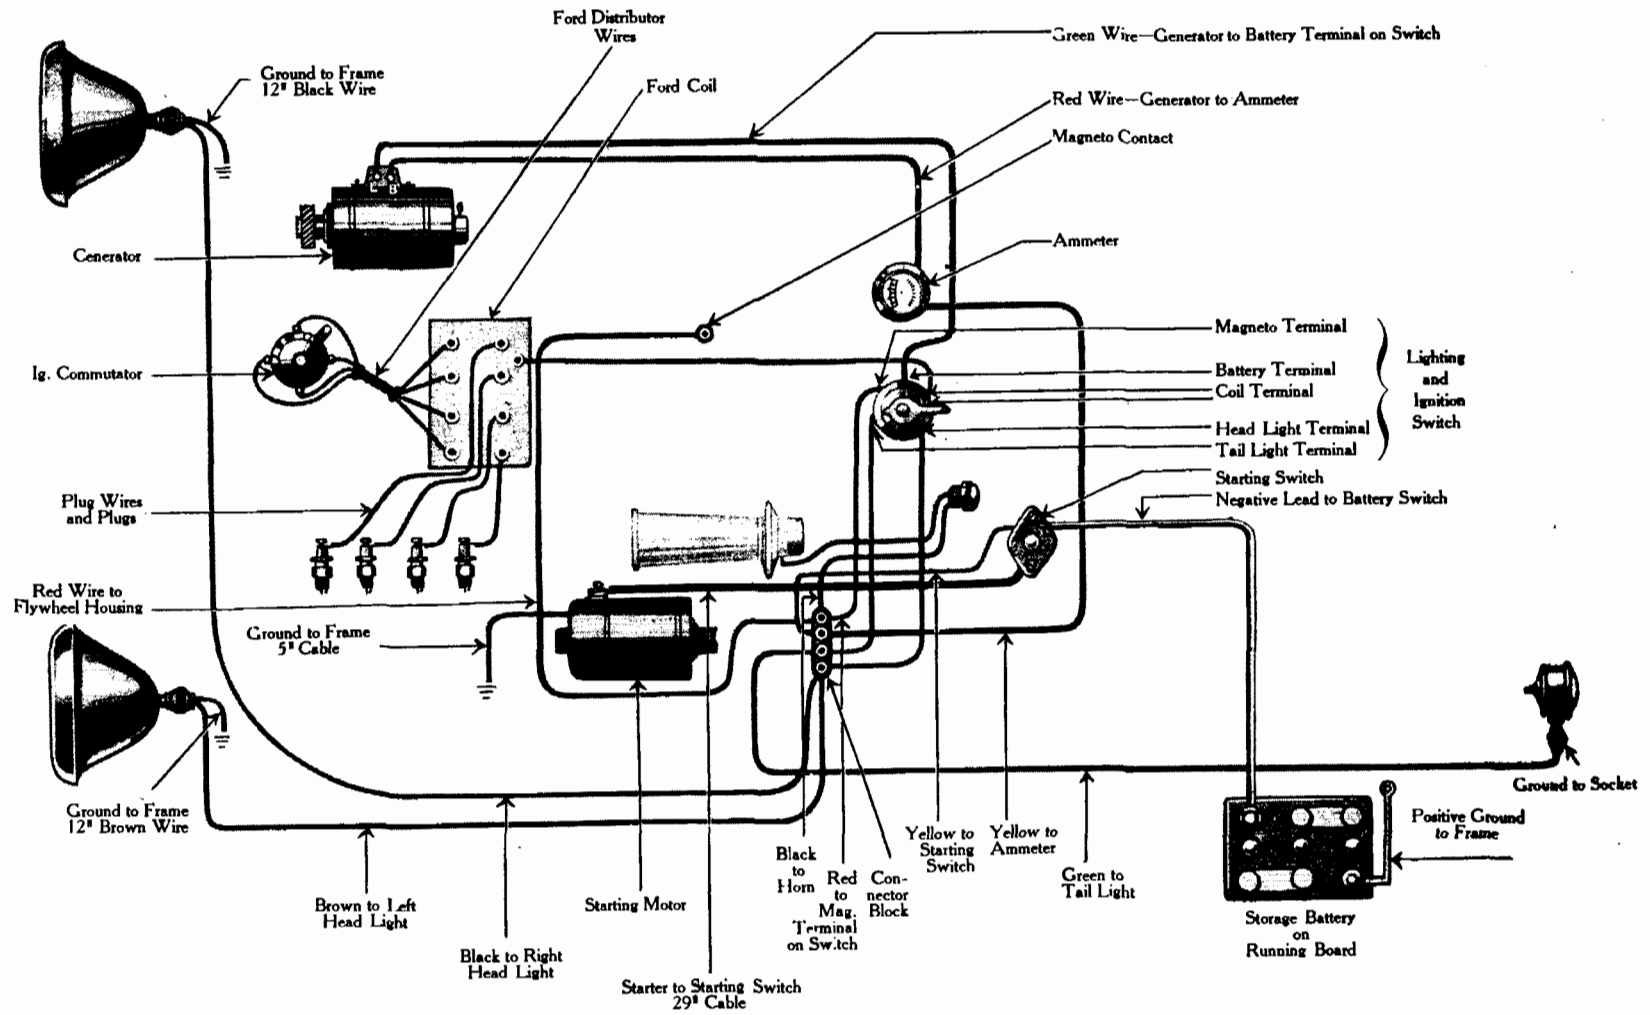 Ford Distributor
Wires
Green Wire—Generator to Battery Terminal on Switch
Ground to Frame
12" Black Wire
Ford Coil
Red Wire—Generator to Ammeter
Magneto Contact
L B
Generator
Ammeter
Magneto Terminal
Battery Terminal
Coil Terminal
Head Light Terminal
Tail Light Terminal
Lighting
and
Ignition
Switch
Ig. Commutator
Starting Switch
Negative Lead to Battery Switch
Plug Wires
and Plugs
Red Wire to
Flywheel Housing
Ground to Frame
5" Cable
Ground to Socket
Ground to Frame
12" Brown Wire
Positive Ground
to Frame
Yellow to
Starting
Switch
Yellow to
Ammeter
Black
to
Horn
Red
to
Mag.
Terminal
on Switch
Con-
nector
Block
Green to
Tail Light
Brown to Left
Head Light
Starting Motor
Storage Battery
on
Running Board
Black to Right
Head Light
Starter to Starting Switch
29" Cable